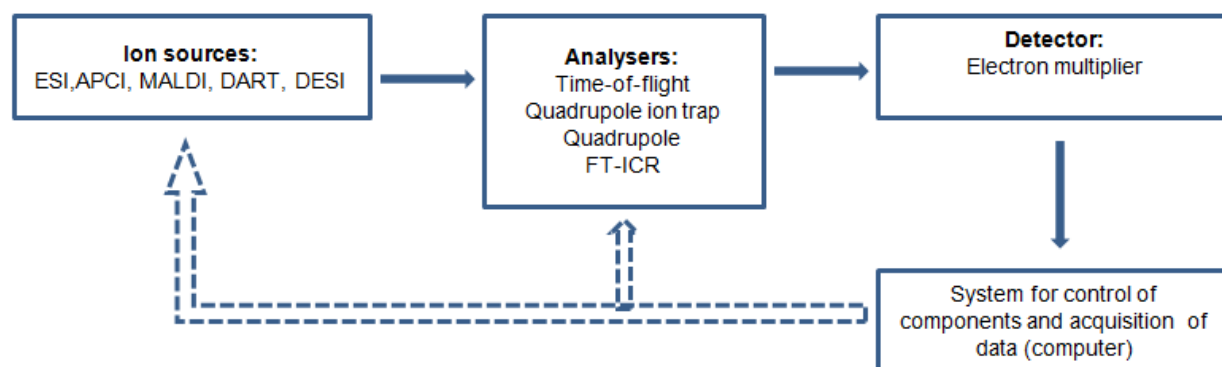 Ion sources:
ESI,APCI, MALDI, DART, DESI
Analysers:
Time-of-flight
Quadrupole ion trap
Quadrupole
FT-ICR
Detector:
Electron multiplier
System for control of
components and acquisition of
data (computer)